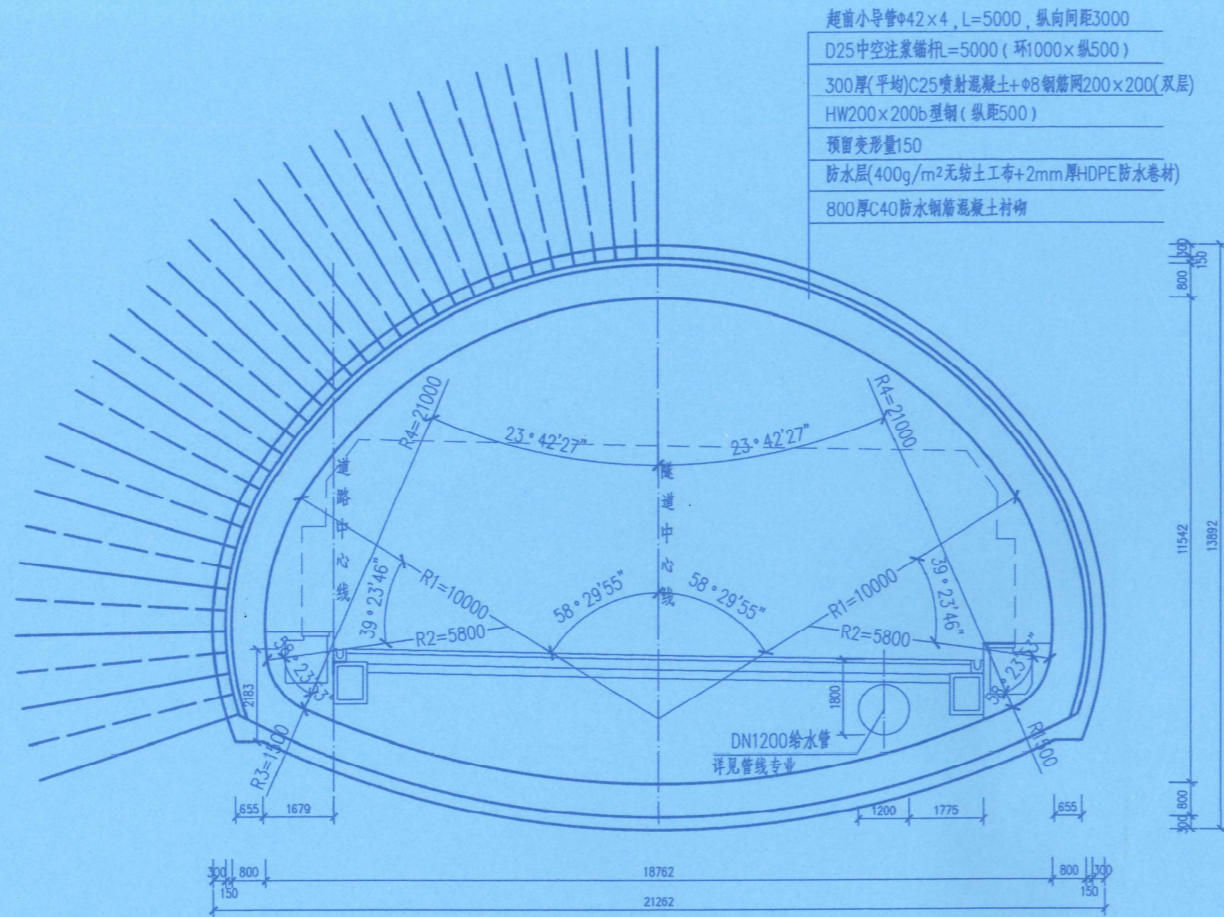 超前小导管Φ42×4，L=5000，纵向间距3000
D25中空注浆锚杆L=5000（环1000×纵500）
300厚(平均)C25喷射混凝土+Φ8钢筋网200×200(双层)
HW200×200b型钢（纵距500）
预留变形量150
防水层(400g/m²无纺土工布+2mm厚HDPE防水卷材)
800厚C40防水钢筋混凝土衬砌
300
150
800
11542
13892
800
300
R4=21000
R4=21000
23°42'27"
23°42'27"
道路中心线
隧道中心线
39°23'46"
R1=10000
58°29'55"
58°29'55"
R1=10000
39°23'46"
R2=5800
R2=5800
2183
1800
DN1200给水管
详见管线专业
R3=1500
655
1679
1200
1775
655
300
150
800
18762
800
150
300
21262